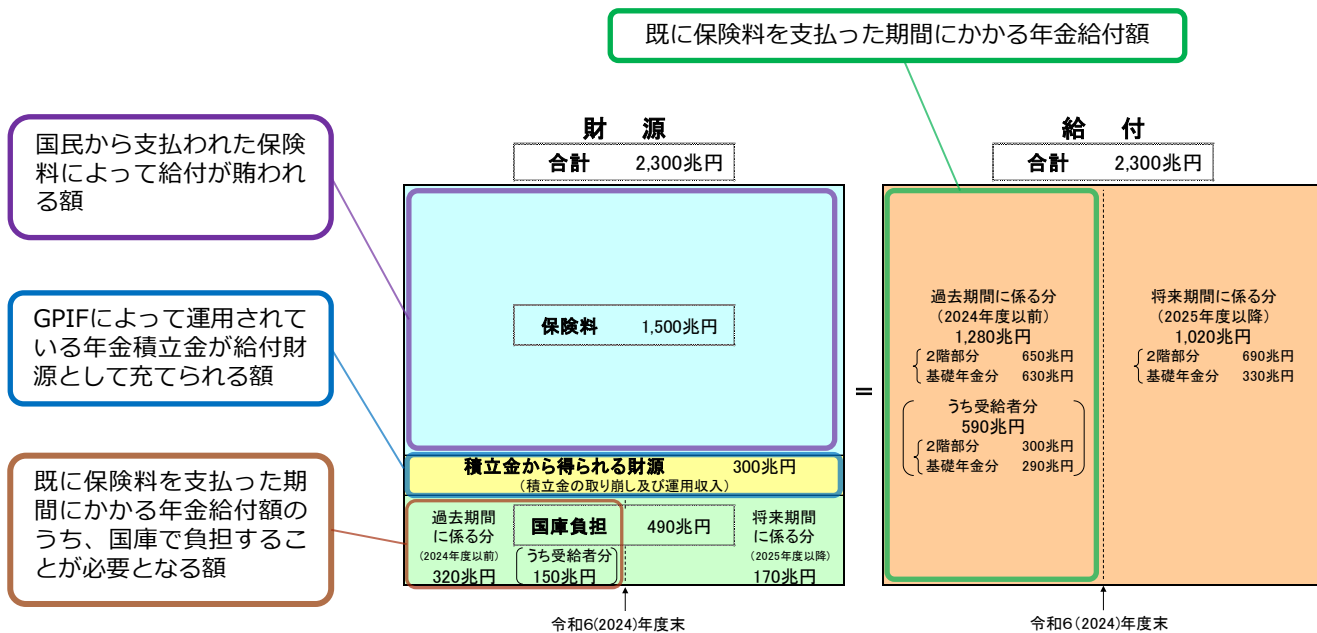 既に保険料を支払った期間にかかる年金給付額
国民から支払われた保険
料によって給付が賄われ
る額
GPIFによって運用されて
いる年金積立金が給付財
源として充てられる額
既に保険料を支払った期
間にかかる年金給付額の
うち、国庫で負担するこ
とが必要となる額
財　源
合計　2,300兆円
保険料　1,500兆円
積立金から得られる財源　300兆円
(積立金の取り崩し及び運用収入)
過去期間
に係る分
(2024年度以前)
320兆円
国庫負担　490兆円
うち受給者分
150兆円
将来期間
に係る分
(2025年度以降)
170兆円
令和6(2024)年度末
＝
給　付
合計　2,300兆円
過去期間に係る分
(2024年度以前)
1,280兆円
2階部分　650兆円
基礎年金分　630兆円
うち受給者分
590兆円
2階部分　300兆円
基礎年金分　290兆円
将来期間に係る分
(2025年度以降)
1,020兆円
2階部分　690兆円
基礎年金分　330兆円
令和6(2024)年度末